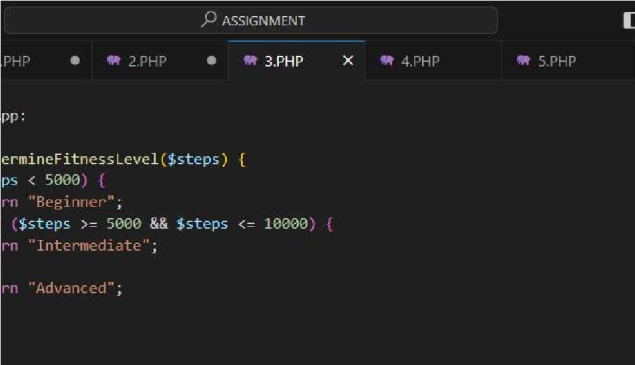 ASSIGNMENT
.PHP 2.PHP 3.PHP 4.PHP 5.PHP
pp:
ermineFitnessLevel($steps) {
ps < 5000) {
rn "Beginner";
($steps >= 5000 && $steps <= 10000) {
rn "Intermediate";
rn "Advanced";